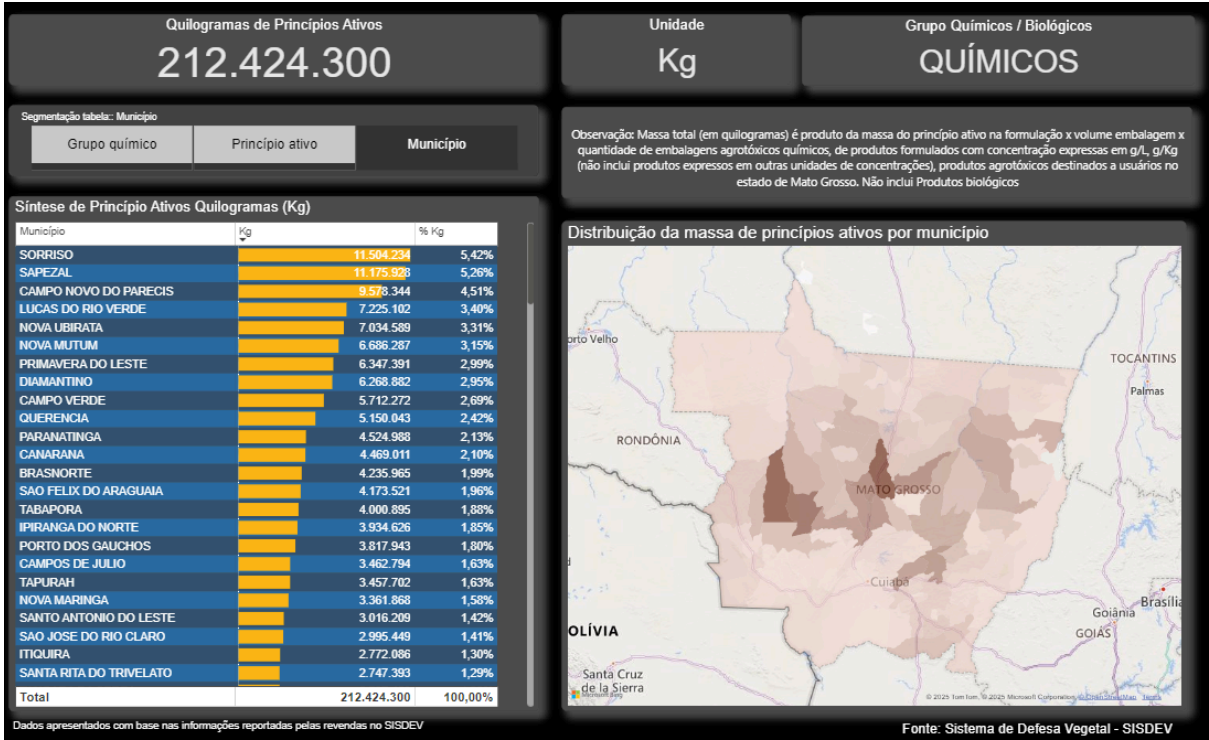 Quilogramas de Princípios Ativos
212.424.300
Unidade
Kg
Grupo Químicos / Biológicos
QUÍMICOS
Segmentação tabela:: Município
Grupo químico
Princípio ativo
Município
Observação: Massa total (em quilogramas) é produto da massa do princípio ativo na formulação x volume embalagem x
quantidade de embalagens agrotóxicos químicos, de produtos formulados com concentração expressas em g/L, g/Kg
(não inclui produtos expressos em outras unidades de concentrações), produtos agrotóxicos destinados a usuários no
estado de Mato Grosso. Não inclui Produtos biológicos
Síntese de Princípio Ativos Quilogramas (Kg)
Município Kg % Kg
SORRISO 11.504.234 5,42%
SAPEZAL 11.175.928 5,26%
CAMPO NOVO DO PARECIS 9.578.344 4,51%
LUCAS DO RIO VERDE 7.225.102 3,40%
NOVA UBIRATA 7.034.589 3,31%
NOVA MUTUM 6.686.287 3,15%
PRIMAVERA DO LESTE 6.347.391 2,99%
DIAMANTINO 6.268.882 2,95%
CAMPO VERDE 5.712.272 2,69%
QUERENCIA 5.150.043 2,42%
PARANATINGA 4.524.988 2,13%
CANARANA 4.469.011 2,10%
BRASNORTE 4.235.965 1,99%
SAO FELIX DO ARAGUAIA 4.173.521 1,96%
TABAPORA 4.000.895 1,88%
IPIRANGA DO NORTE 3.934.626 1,85%
PORTO DOS GAUCHOS 3.817.943 1,80%
CAMPOS DE JULIO 3.462.794 1,63%
TAPURAH 3.457.702 1,63%
NOVA MARINGA 3.361.868 1,58%
SANTO ANTONIO DO LESTE 3.016.209 1,42%
SAO JOSE DO RIO CLARO 2.995.449 1,41%
ITIQUIRA 2.772.086 1,30%
SANTA RITA DO TRIVELATO 2.747.393 1,29%
Total 212.424.300 100,00%
Dados apresentados com base nas informações reportadas pelas revendas no SISDEV
Distribuição da massa de princípios ativos por município
orto Velho
TOCANTINS
Palmas
RONDÔNIA
MATO GROSSO
Cuiabá
Brasília
Goiânia
GOIÁS
OLÍVIA
Santa Cruz
de la Sierra
Microsoft Bing
© 2025 TomTom, © 2025 Microsoft Corporation, © OpenStreetMap Terms
Fonte: Sistema de Defesa Vegetal - SISDEV